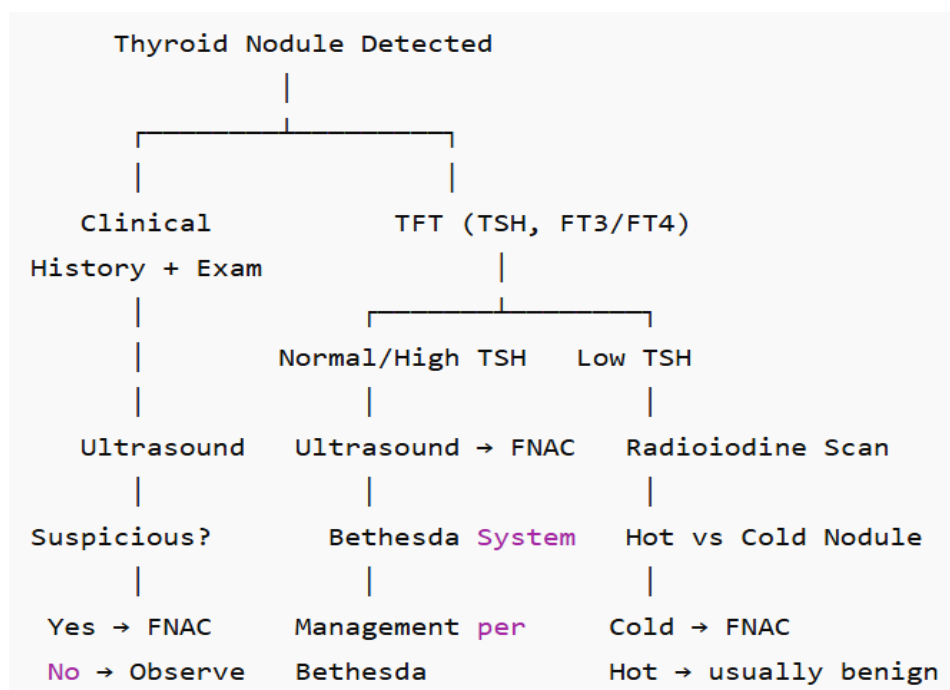 Thyroid Nodule Detected
Clinical TFT (TSH, FT3/FT4)
History + Exam
Normal/High TSH Low TSH
Ultrasound Ultrasound → FNAC Radioiodine Scan
Suspicious? Bethesda System Hot vs Cold Nodule
Yes → FNAC Management per Cold → FNAC
No → Observe Bethesda Hot → usually benign